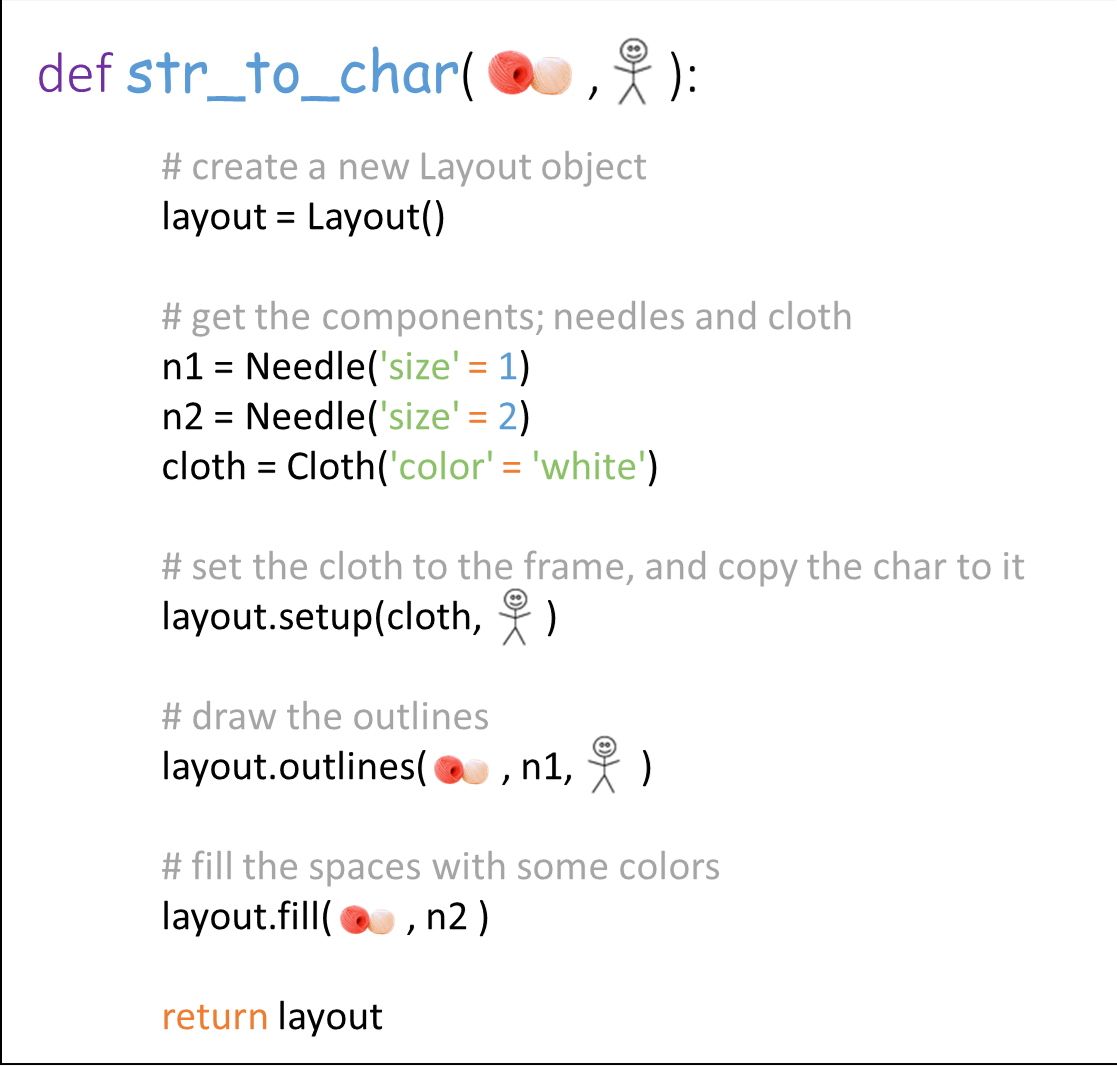 def str_to_char( , ):
# create a new Layout object
layout = Layout()
# get the components; needles and cloth
n1 = Needle('size' = 1)
n2 = Needle('size' = 2)
cloth = Cloth('color' = 'white')
# set the cloth to the frame, and copy the char to it
layout.setup(cloth, )
# draw the outlines
layout.outlines( , n1, )
# fill the spaces with some colors
layout.fill( , n2 )
return layout